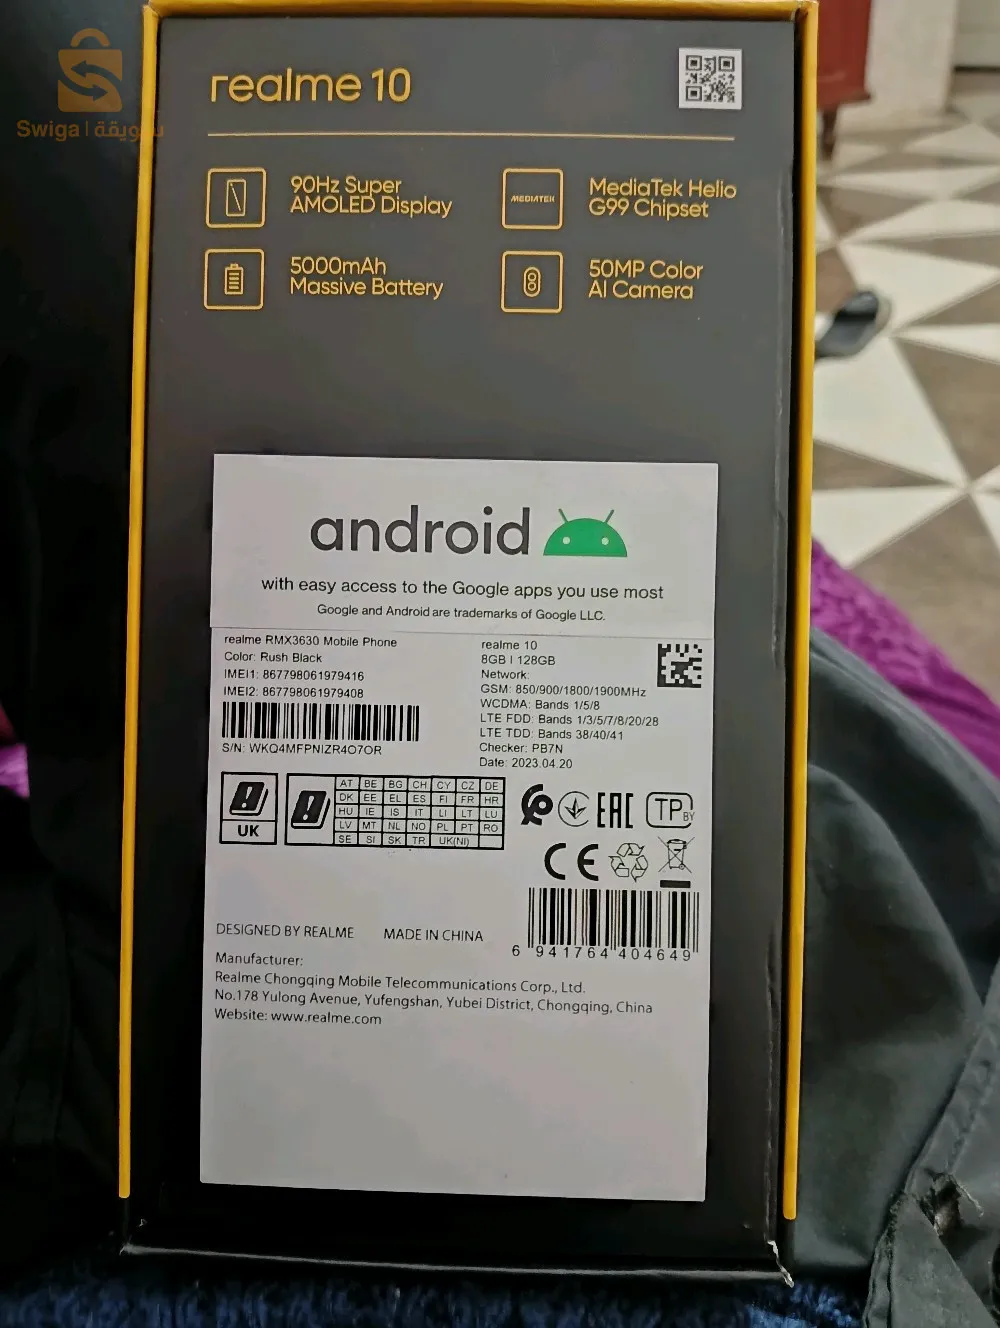 Swiga | سويقة
realme 10
90Hz Super
AMOLED Display
MEDIATEK
MediaTek Helio
G99 Chipset
5000mAh
Massive Battery
50MP Color
AI Camera
android
with easy access to the Google apps you use most
Google and Android are trademarks of Google LLC.
realme RMX3630 Mobile Phone
Color: Rush Black
IMEI1: 867798061979416
IMEI2: 867798061979408
S/N: WKQ4MFPNIZR4O7OR
realme 10
8GB | 128GB
Network:
GSM: 850/900/1800/1900MHz
WCDMA: Bands 1/5/8
LTE FDD: Bands 1/3/5/7/8/20/28
LTE TDD: Bands 38/40/41
Checker: PB7N
Date: 2023.04.20
UK
AT BE BG CH CY CZ DE
DK EE EL ES FI FR HR
HU IE IS IT LI LT LU
LV MT NL NO PL PT RO
SE SI SK TR UK(NI)
EAC TP BY
CE
6 941764 404649
DESIGNED BY REALME MADE IN CHINA
Manufacturer:
Realme Chongqing Mobile Telecommunications Corp., Ltd.
No.178 Yulong Avenue, Yufengshan, Yubei District, Chongqing, China
Website: www.realme.com